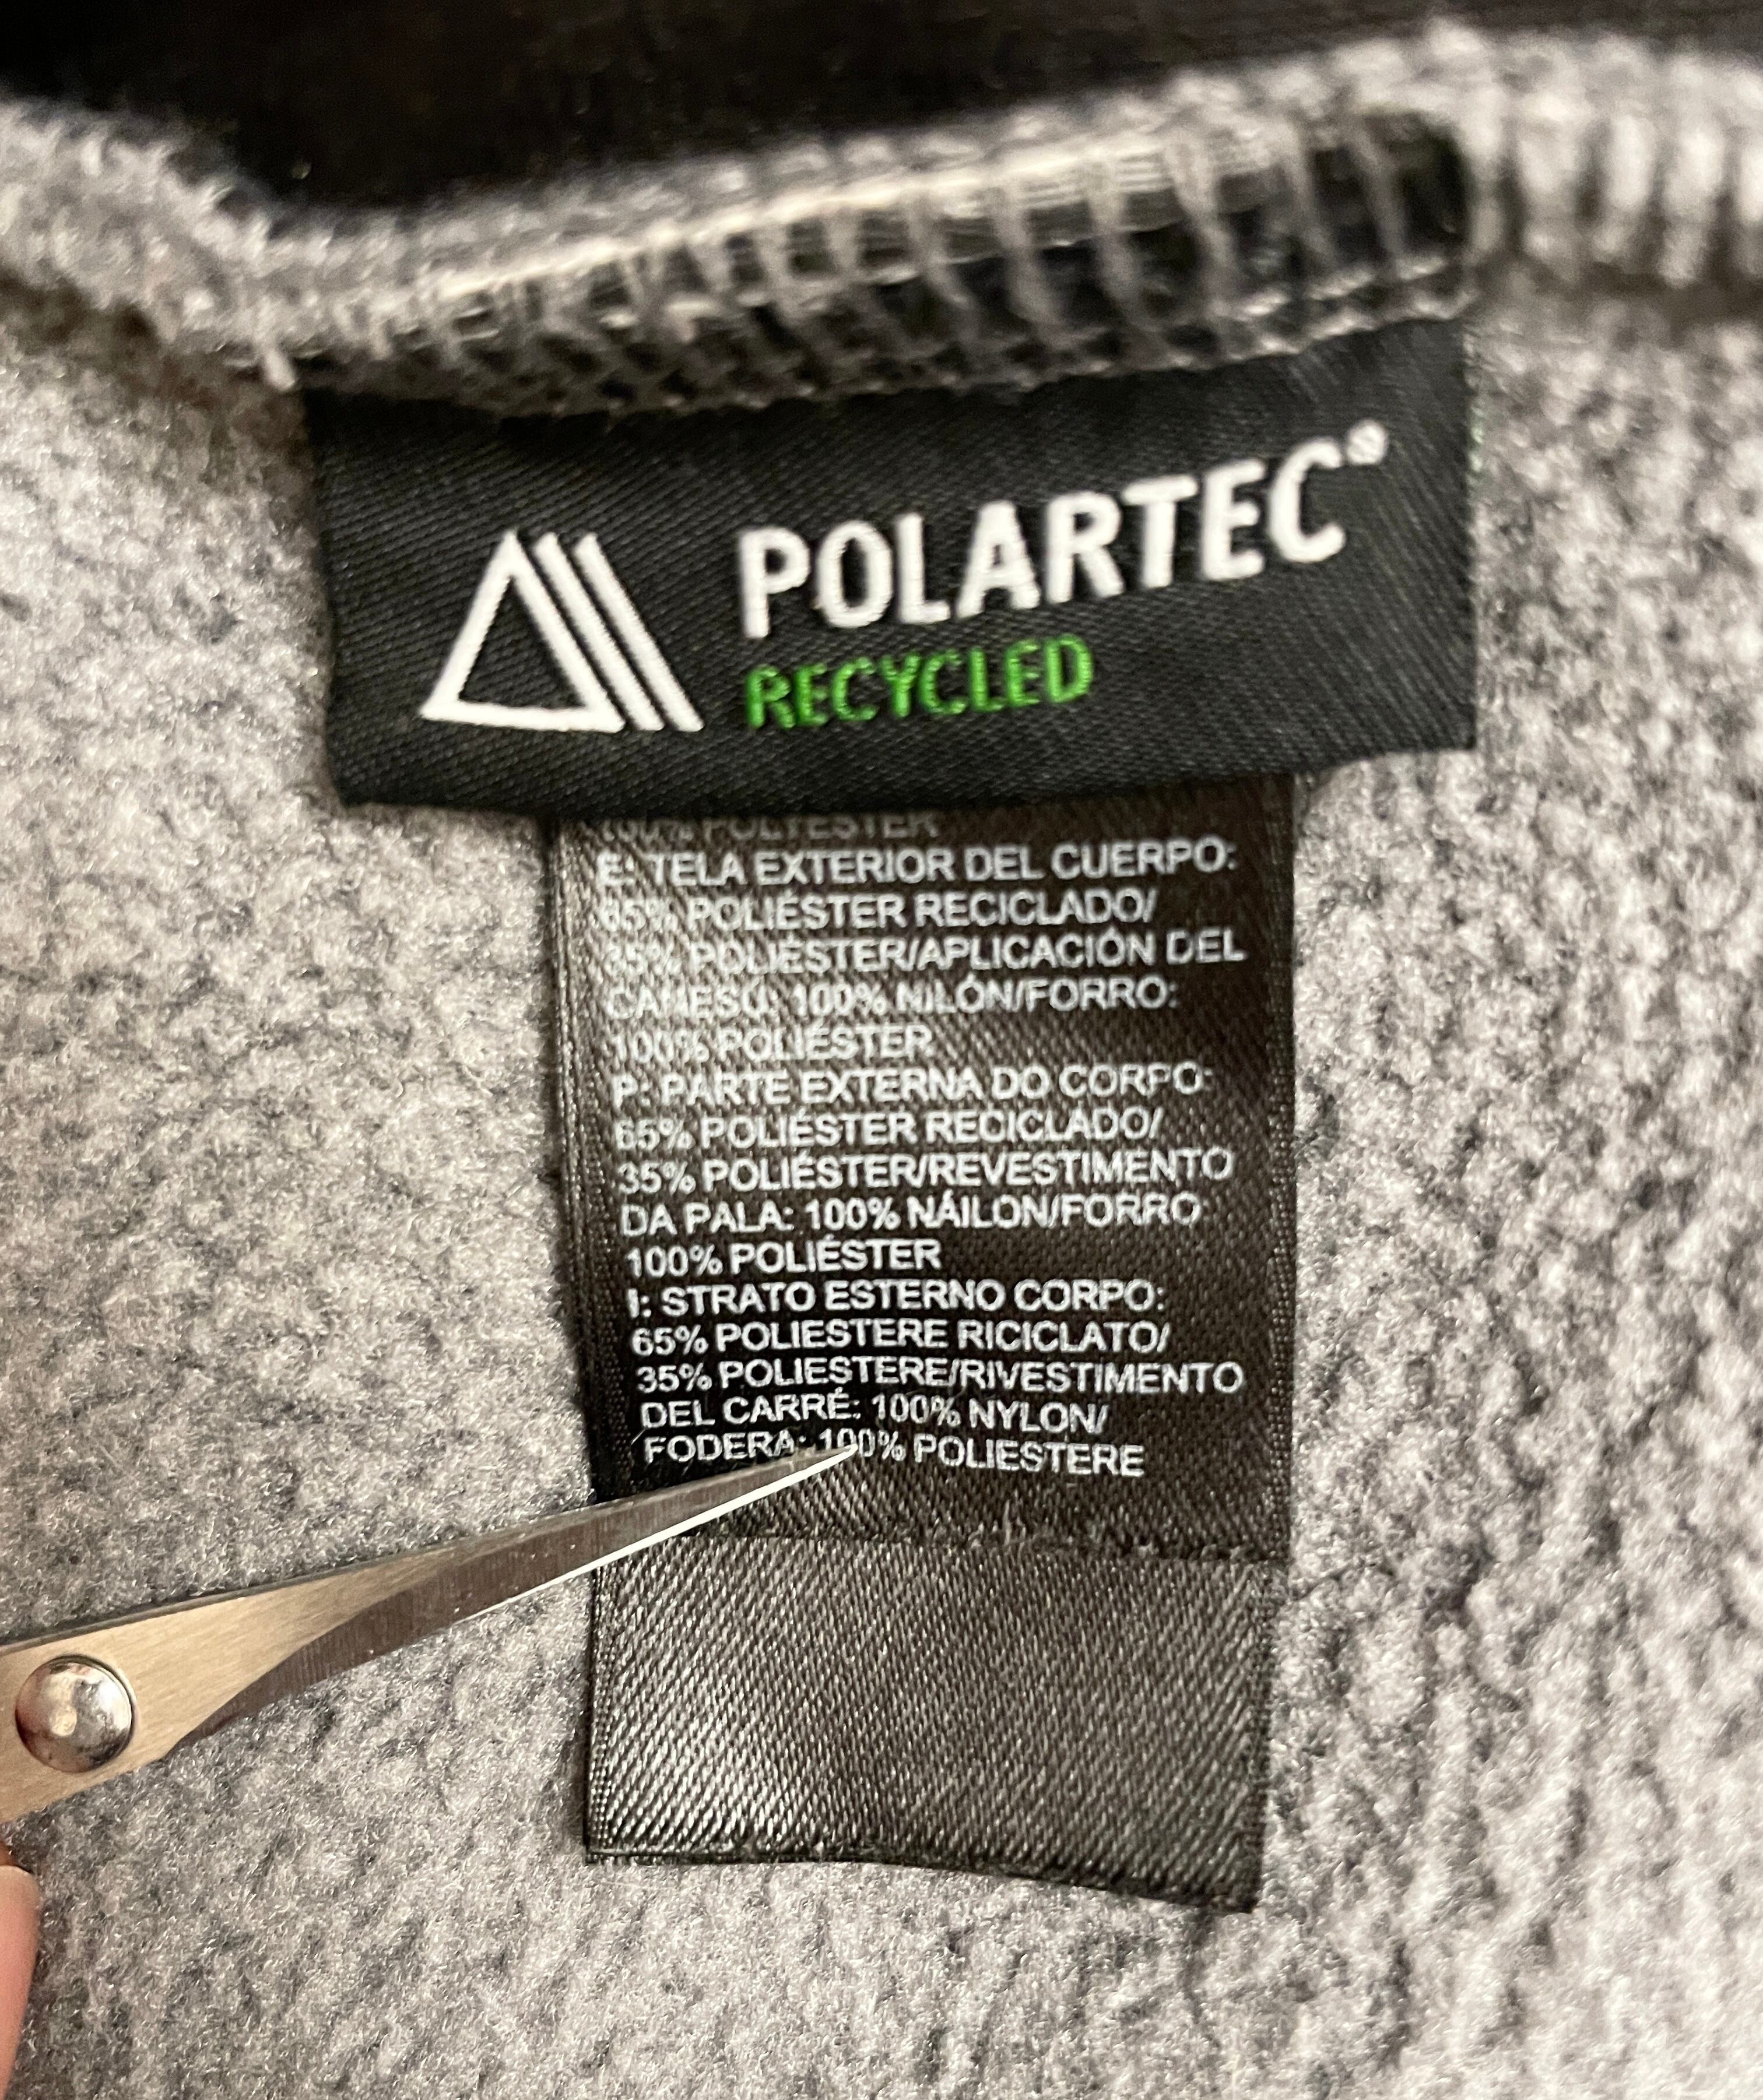 POLARTEC®
RECYCLED
100% POLYESTER
E: TELA EXTERIOR DEL CUERPO:
65% POLIÉSTER RECICLADO/
35% POLIÉSTER/APLICACIÓN DEL
CANESÚ: 100% NILÓN/FORRO:
100% POLIÉSTER
P: PARTE EXTERNA DO CORPO:
65% POLIÉSTER RECICLADO/
35% POLIÉSTER/REVESTIMENTO
DA PALA: 100% NÁILON/FORRO:
100% POLIÉSTER
I: STRATO ESTERNO CORPO:
65% POLIESTERE RICICLATO/
35% POLIESTERE/RIVESTIMENTO
DEL CARRÉ: 100% NYLON/
FODERA: 100% POLIESTERE